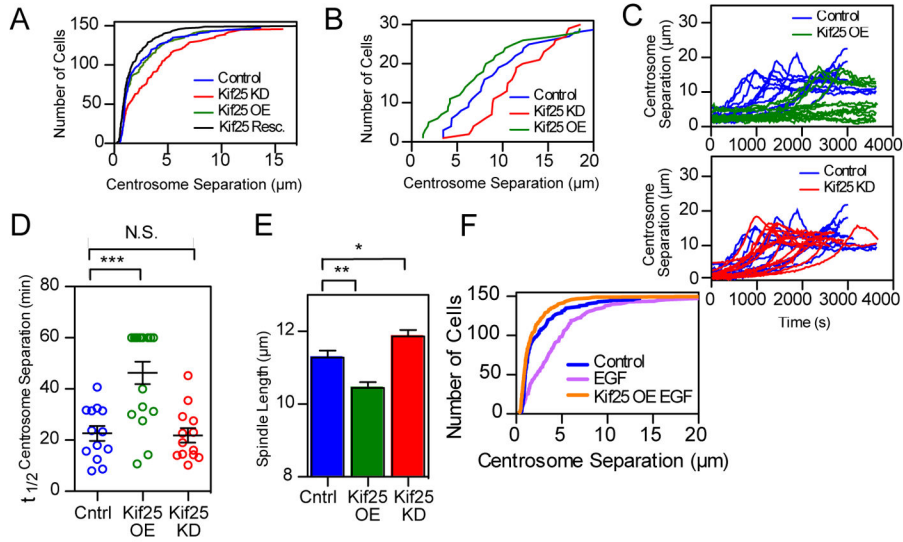 A
Number of Cells
150
100
50
0
0
5
10
15
Centrosome Separation (µm)
Control
Kif25 KD
Kif25 OE
Kif25 Resc.
B
Number of Cells
30
20
10
0
0
5
10
15
20
Centrosome Separation (µm)
Control
Kif25 KD
Kif25 OE
C
Centrosome
Separation (µm)
30
20
10
0
0
1000
2000
3000
4000
Control
Kif25 OE
Centrosome
Separation (µm)
30
20
10
0
0
1000
2000
3000
4000
Time (s)
Control
Kif25 KD
D
N.S.
***
t 1/2 Centrosome Separation (min)
80
60
40
20
0
Cntrl
Kif25
OE
Kif25
KD
E
*
**
Spindle Length (µm)
12
10
8
Cntrl
Kif25
OE
Kif25
KD
F
Number of Cells
150
100
50
0
0
5
10
15
20
Centrosome Separation (µm)
Control
EGF
Kif25 OE EGF